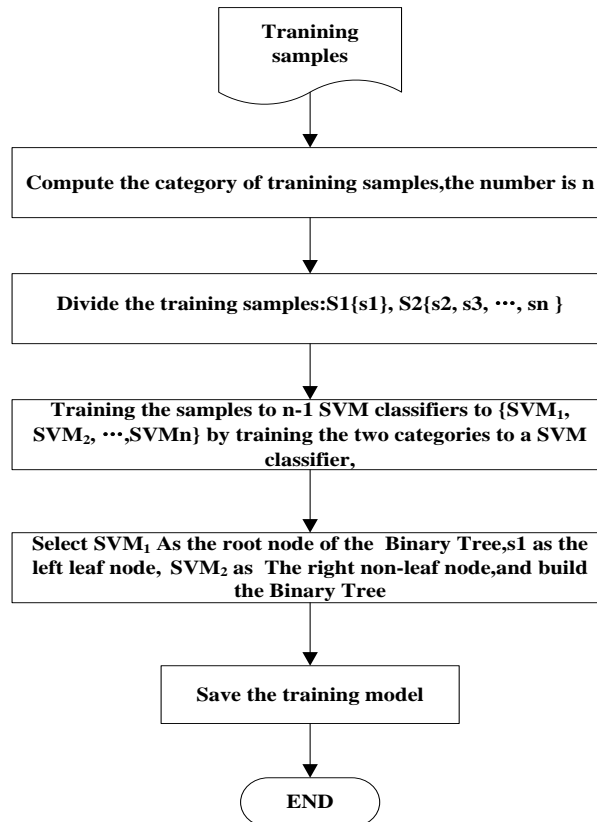 Tranining
samples
Compute the category of tranining samples,the number is n
Divide the training samples:S1{s1}, S2{s2, s3, ⋯, sn }
Training the samples to n-1 SVM classifiers to {SVM₁,
SVM₂, ⋯,SVMn} by training the two categories to a SVM
classifier,
Select SVM₁ As the root node of the Binary Tree,s1 as the
left leaf node, SVM₂ as The right non-leaf node,and build
the Binary Tree
Save the training model
END